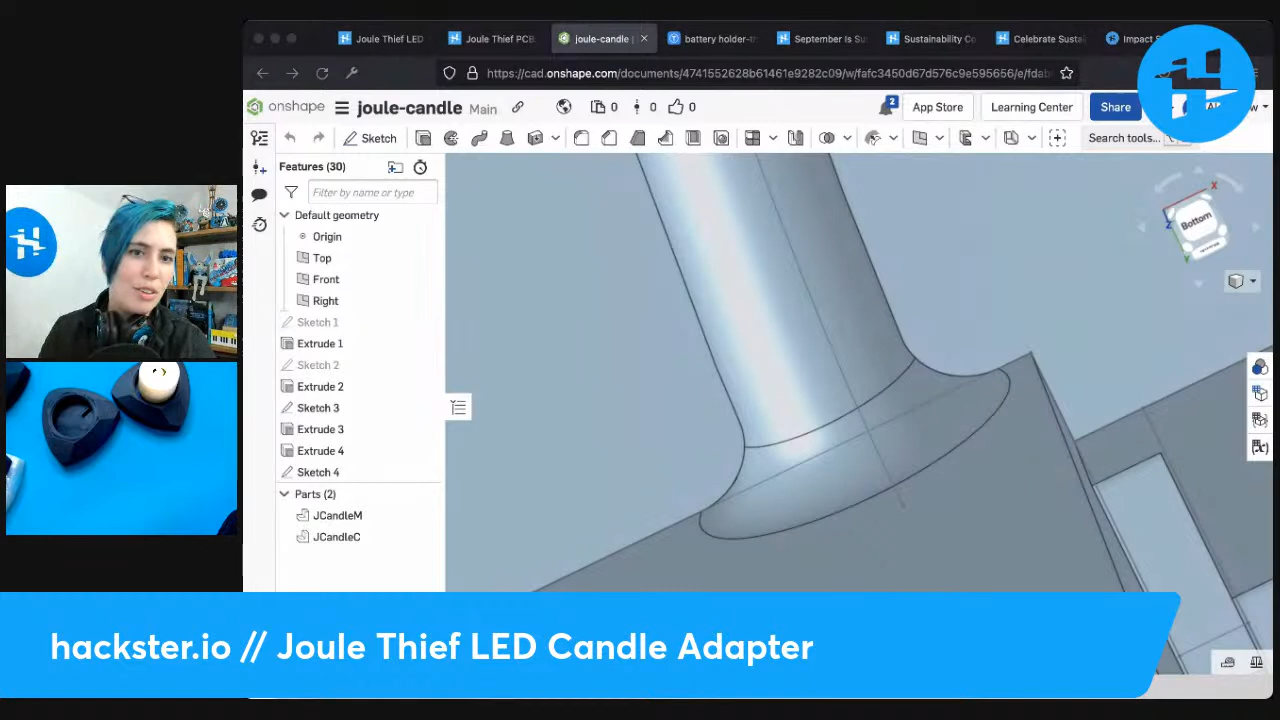 Joule Thief LED
Joule Thief PCB.
joule-candle |
battery holder-t
September is Su
Sustainability Co
Celebrate Susta
Impact S
https://cad.onshape.com/documents/4741552628b61461e9282c09/w/fafc3450d67d576c9e595656/e/fdab
onshape
joule-candle Main
0
0
0
2
App Store
Learning Center
Share
Sketch
Search tools...
Features (30)
Filter by name or type
Default geometry
Origin
Top
Front
Right
Sketch 1
Extrude 1
Sketch 2
Extrude 2
Sketch 3
Extrude 3
Extrude 4
Sketch 4
Parts (2)
JCandleM
JCandleC
X
Bottom
Z
Y
hackster.io // Joule Thief LED Candle Adapter